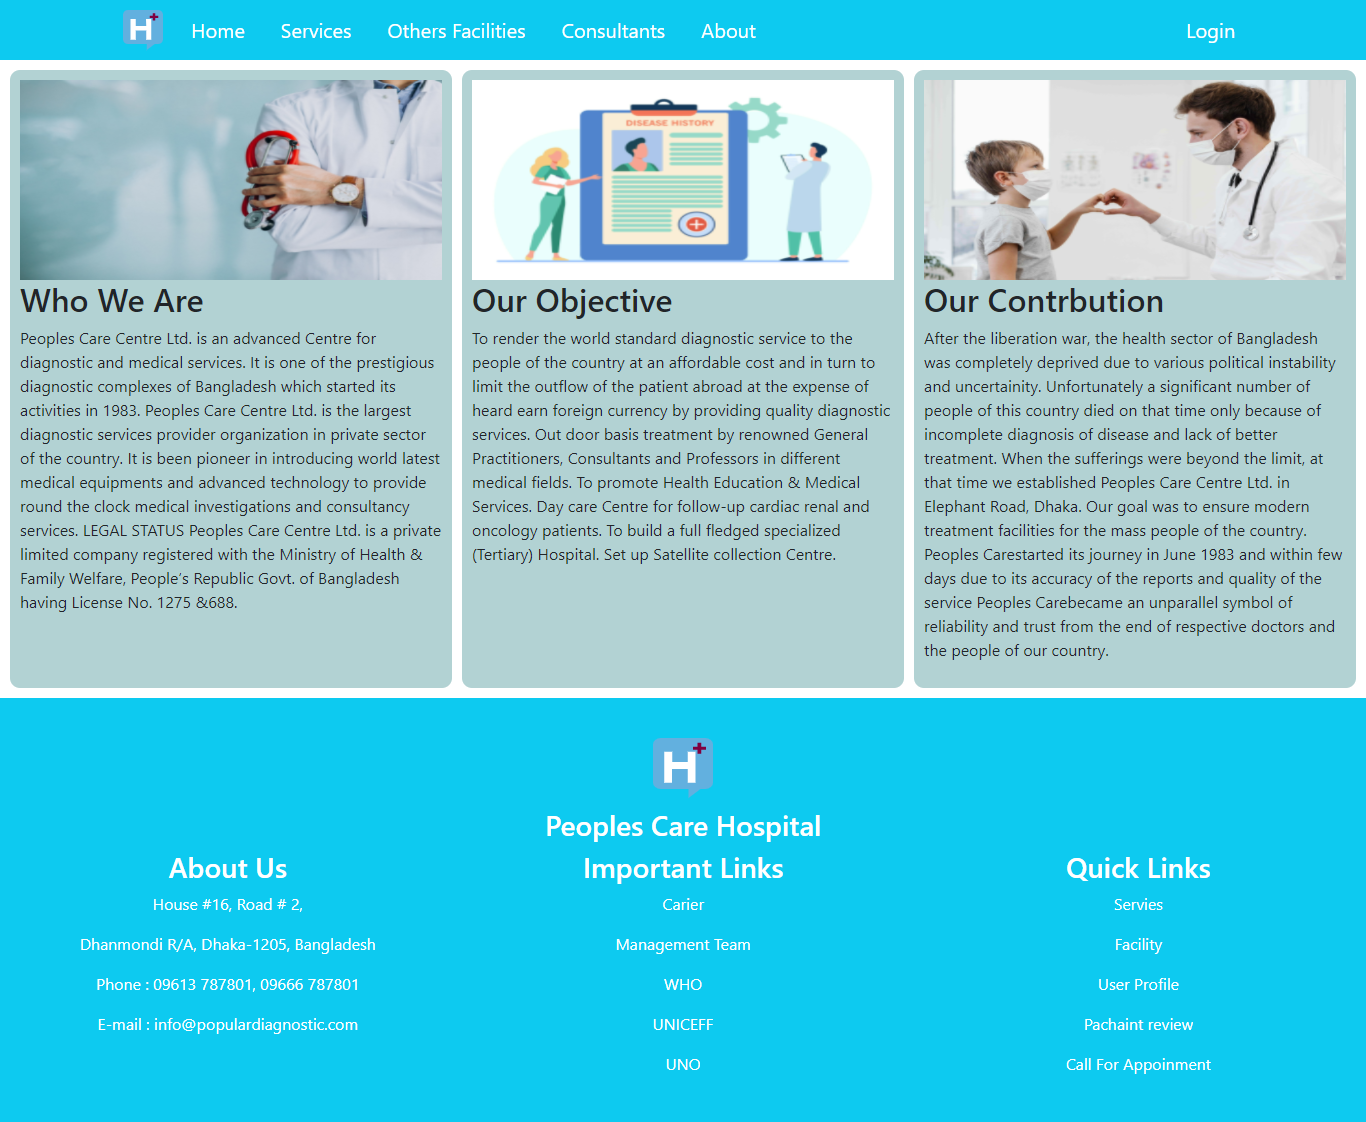 H
Home
Services
Others Facilities
Consultants
About
Login
DISEASE HISTORY
Who We Are
Peoples Care Centre Ltd. is an advanced Centre for
diagnostic and medical services. It is one of the prestigious
diagnostic complexes of Bangladesh which started its
activities in 1983. Peoples Care Centre Ltd. is the largest
diagnostic services provider organization in private sector
of the country. It is been pioneer in introducing world latest
medical equipments and advanced technology to provide
round the clock medical investigations and consultancy
services. LEGAL STATUS Peoples Care Centre Ltd. is a private
limited company registered with the Ministry of Health &
Family Welfare, People’s Republic Govt. of Bangladesh
having License No. 1275 &688.
Our Objective
To render the world standard diagnostic service to the
people of the country at an affordable cost and in turn to
limit the outflow of the patient abroad at the expense of
heard earn foreign currency by providing quality diagnostic
services. Out door basis treatment by renowned General
Practitioners, Consultants and Professors in different
medical fields. To promote Health Education & Medical
Services. Day care Centre for follow-up cardiac renal and
oncology patients. To build a full fledged specialized
(Tertiary) Hospital. Set up Satellite collection Centre.
Our Contrbution
After the liberation war, the health sector of Bangladesh
was completely deprived due to various political instability
and uncertainity. Unfortunately a significant number of
people of this country died on that time only because of
incomplete diagnosis of disease and lack of better
treatment. When the sufferings were beyond the limit, at
that time we established Peoples Care Centre Ltd. in
Elephant Road, Dhaka. Our goal was to ensure modern
treatment facilities for the mass people of the country.
Peoples Carestarted its journey in June 1983 and within few
days due to its accuracy of the reports and quality of the
service Peoples Carebecame an unparallel symbol of
reliability and trust from the end of respective doctors and
the people of our country.
H
Peoples Care Hospital
About Us
House #16, Road # 2,
Dhanmondi R/A, Dhaka-1205, Bangladesh
Phone : 09613 787801, 09666 787801
E-mail : info@populardiagnostic.com
Important Links
Carier
Management Team
WHO
UNICEFF
UNO
Quick Links
Servies
Facility
User Profile
Pachaint review
Call For Appoinment